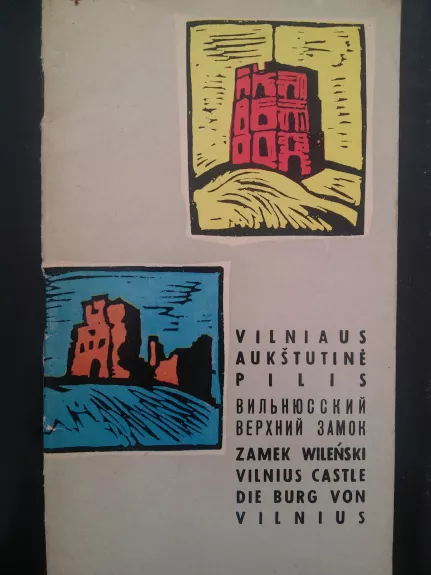 VILNIAUS
AUKŠTUTINĖ
PILIS
ВИЛЬНЮССКИЙ
ВЕРХНИЙ ЗАМОК
ZAMEK WILEŃSKI
VILNIUS CASTLE
DIE BURG VON
VILNIUS